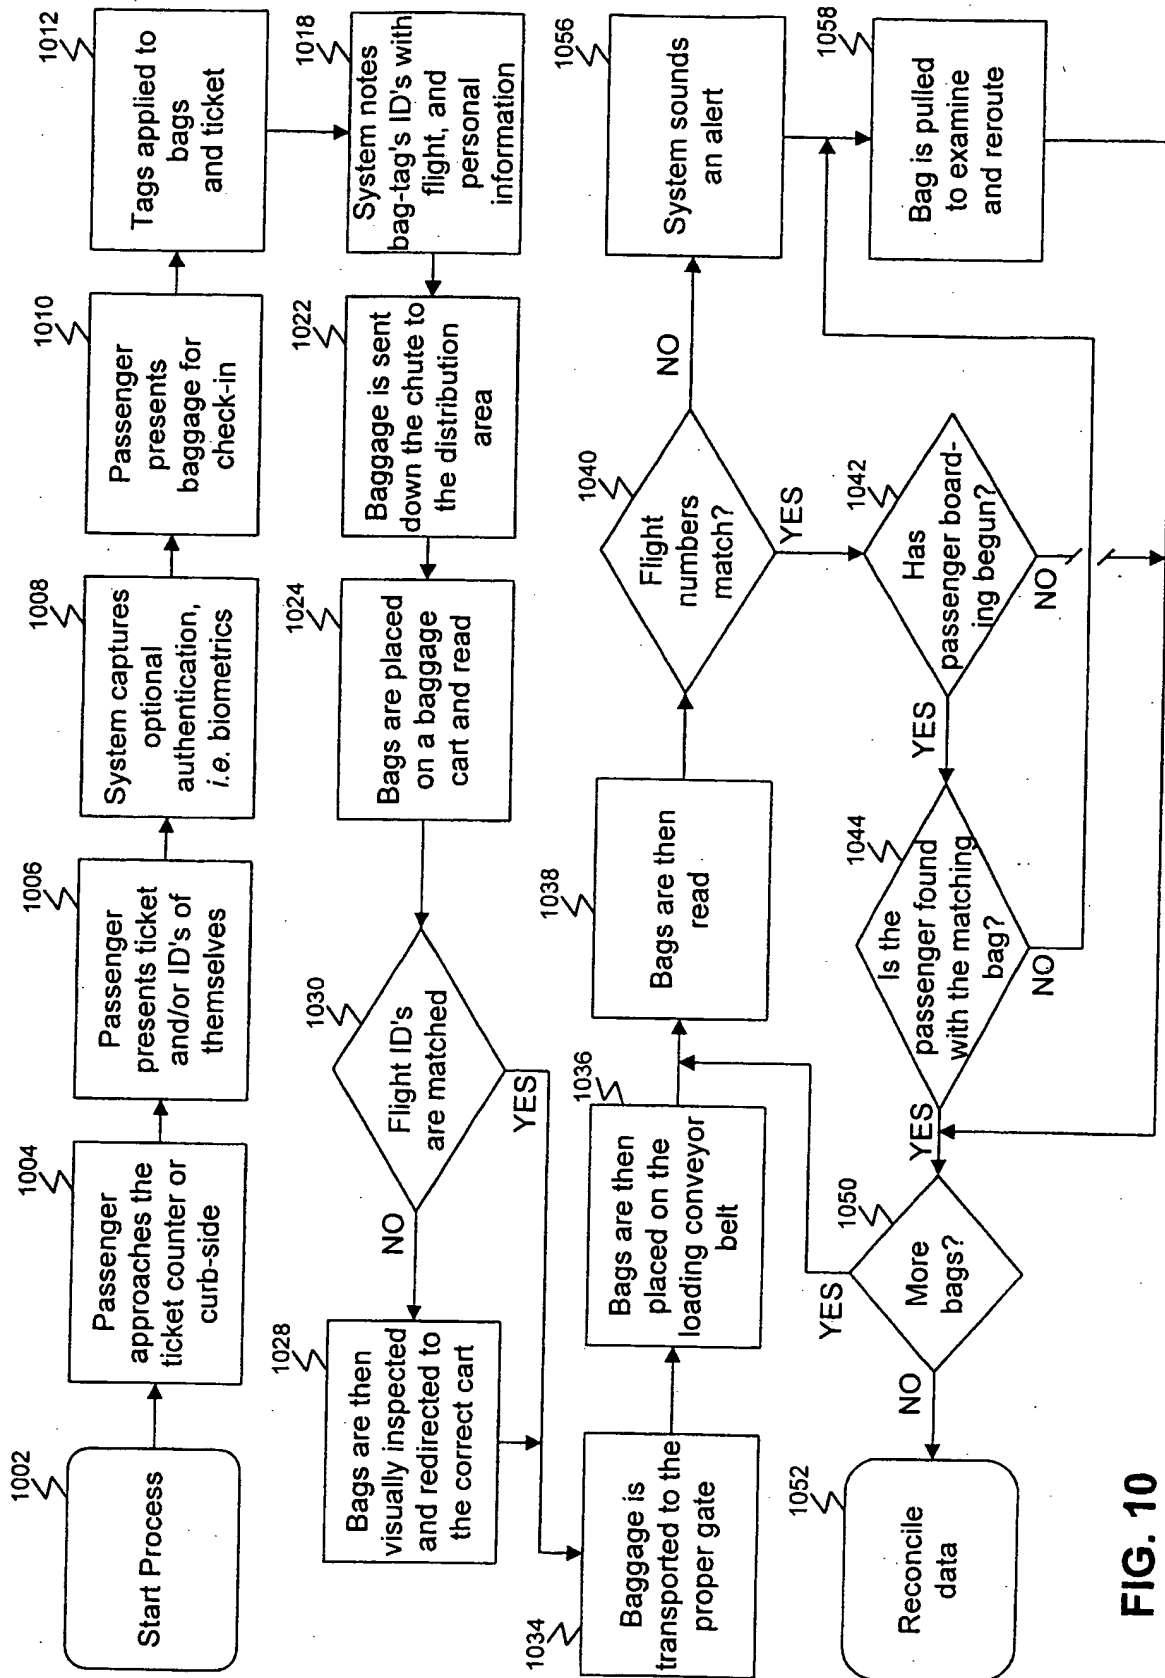 1002
Start Process
1004
Passenger
approaches the
ticket counter or
curb-side
1006
Passenger
presents ticket
and/or ID's of
themselves
1008
System captures
optional
authentication,
i.e. biometrics
1010
Passenger
presents
baggage for
check-in
1012
Tags applied to
bags
and ticket
1018
System notes
bag-tag's ID's with
flight, and
personal
information
1022
Baggage is sent
down the chute to
the distribution
area
1024
Bags are placed
on a baggage
cart and read
1030
Flight ID's
are matched
NO
YES
1028
Bags are then
visually inspected
and redirected to
the correct cart
1034
Baggage is
transported to the
proper gate
1036
Bags are then
placed on the
loading conveyor
belt
1038
Bags are then
read
1040
Flight
numbers
match?
NO
YES
1056
System sounds
an alert
1058
Bag is pulled
to examine
and reroute
1042
Has
passenger board-
ing begun?
YES
NO
1044
Is the
passenger found
with the matching
bag?
YES
NO
1050
More
bags?
YES
NO
1052
Reconcile
data
FIG. 10